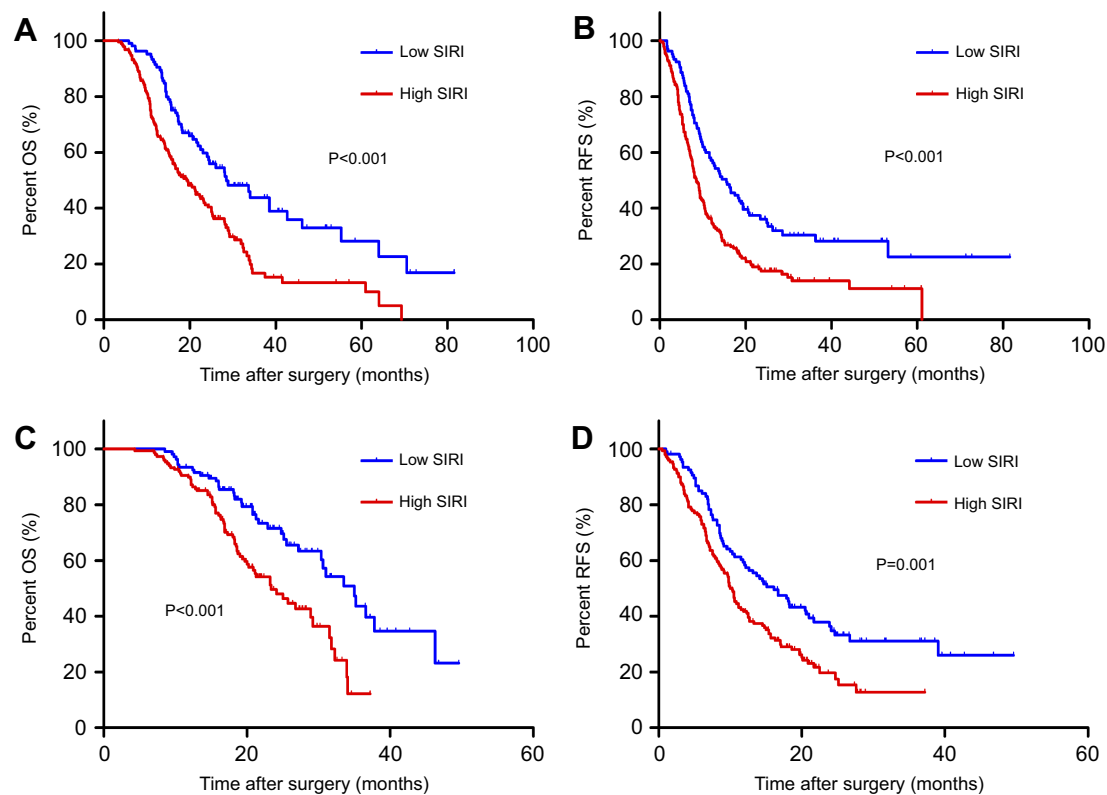 A
Percent OS (%)
100
80
60
40
20
0
Low SIRI
High SIRI
P<0.001
0 20 40 60 80 100
Time after surgery (months)
B
Percent RFS (%)
100
80
60
40
20
0
Low SIRI
High SIRI
P<0.001
0 20 40 60 80 100
Time after surgery (months)
C
Percent OS (%)
100
80
60
40
20
0
Low SIRI
High SIRI
P<0.001
0 20 40 60
Time after surgery (months)
D
Percent RFS (%)
100
80
60
40
20
0
Low SIRI
High SIRI
P=0.001
0 20 40 60
Time after surgery (months)